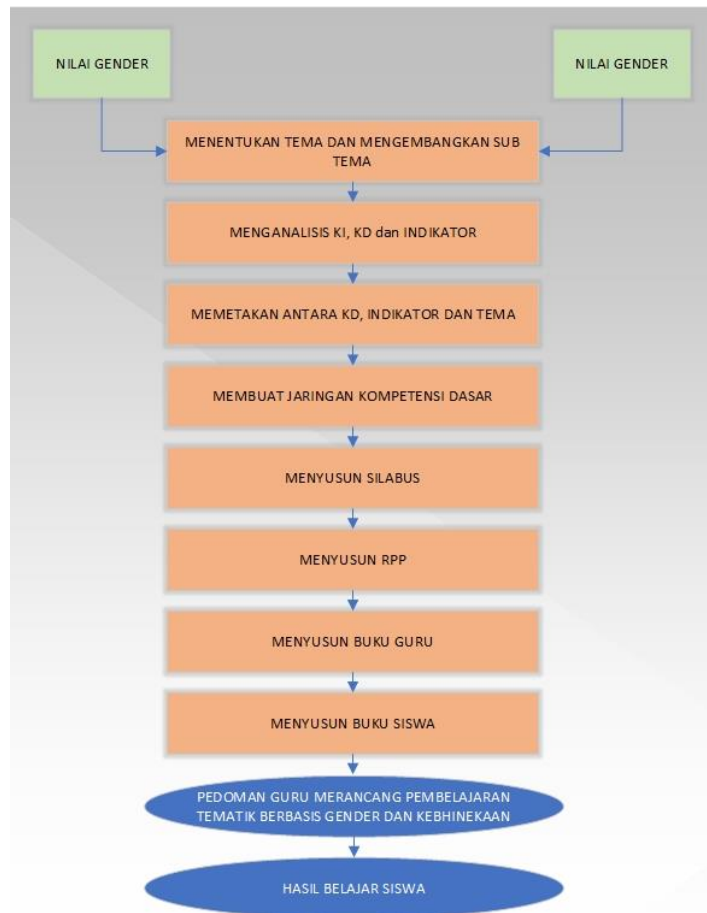 NILAI GENDER
NILAI GENDER
MENENTUKAN TEMA DAN MENGEMBANGKAN SUB
TEMA
MENGANALISIS KI, KD dan INDIKATOR
MEMETAKAN ANTARA KD, INDIKATOR DAN TEMA
MEMBUAT JARINGAN KOMPETENSI DASAR
MENYUSUN SILABUS
MENYUSUN RPP
MENYUSUN BUKU GURU
MENYUSUN BUKU SISWA
PEDOMAN GURU MERANCANG PEMBELAJARAN
TEMATIK BERBASIS GENDER DAN KEBHINEKAAN
HASIL BELAJAR SISWA